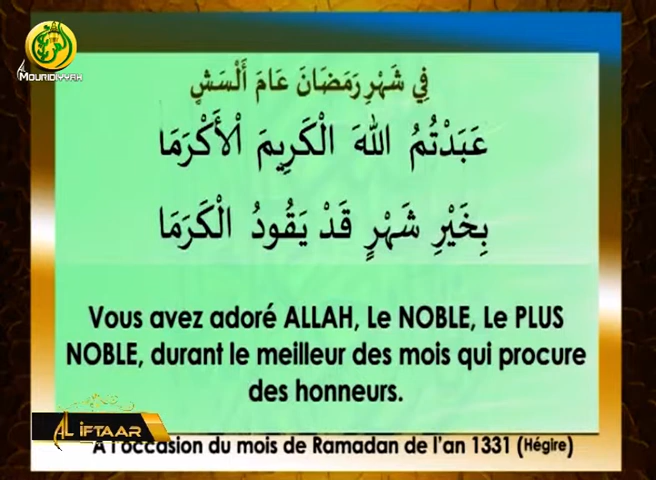 AL MOURIDIYYAH
فِي شَهْرِ رَمَضَانَ عَامَ أَلْسَشٍ
عَبَدْتُمُ اللهَ الْكَرِيمَ الْأَكْرَمَا
بِخَيْرِ شَهْرٍ قَدْ يَقُودُ الْكَرَمَا
Vous avez adoré ALLAH, Le NOBLE, Le PLUS
NOBLE, durant le meilleur des mois qui procure
des honneurs.
AL IFTAAR
A l'occasion du mois de Ramadan de l'an 1331 (Hégire)